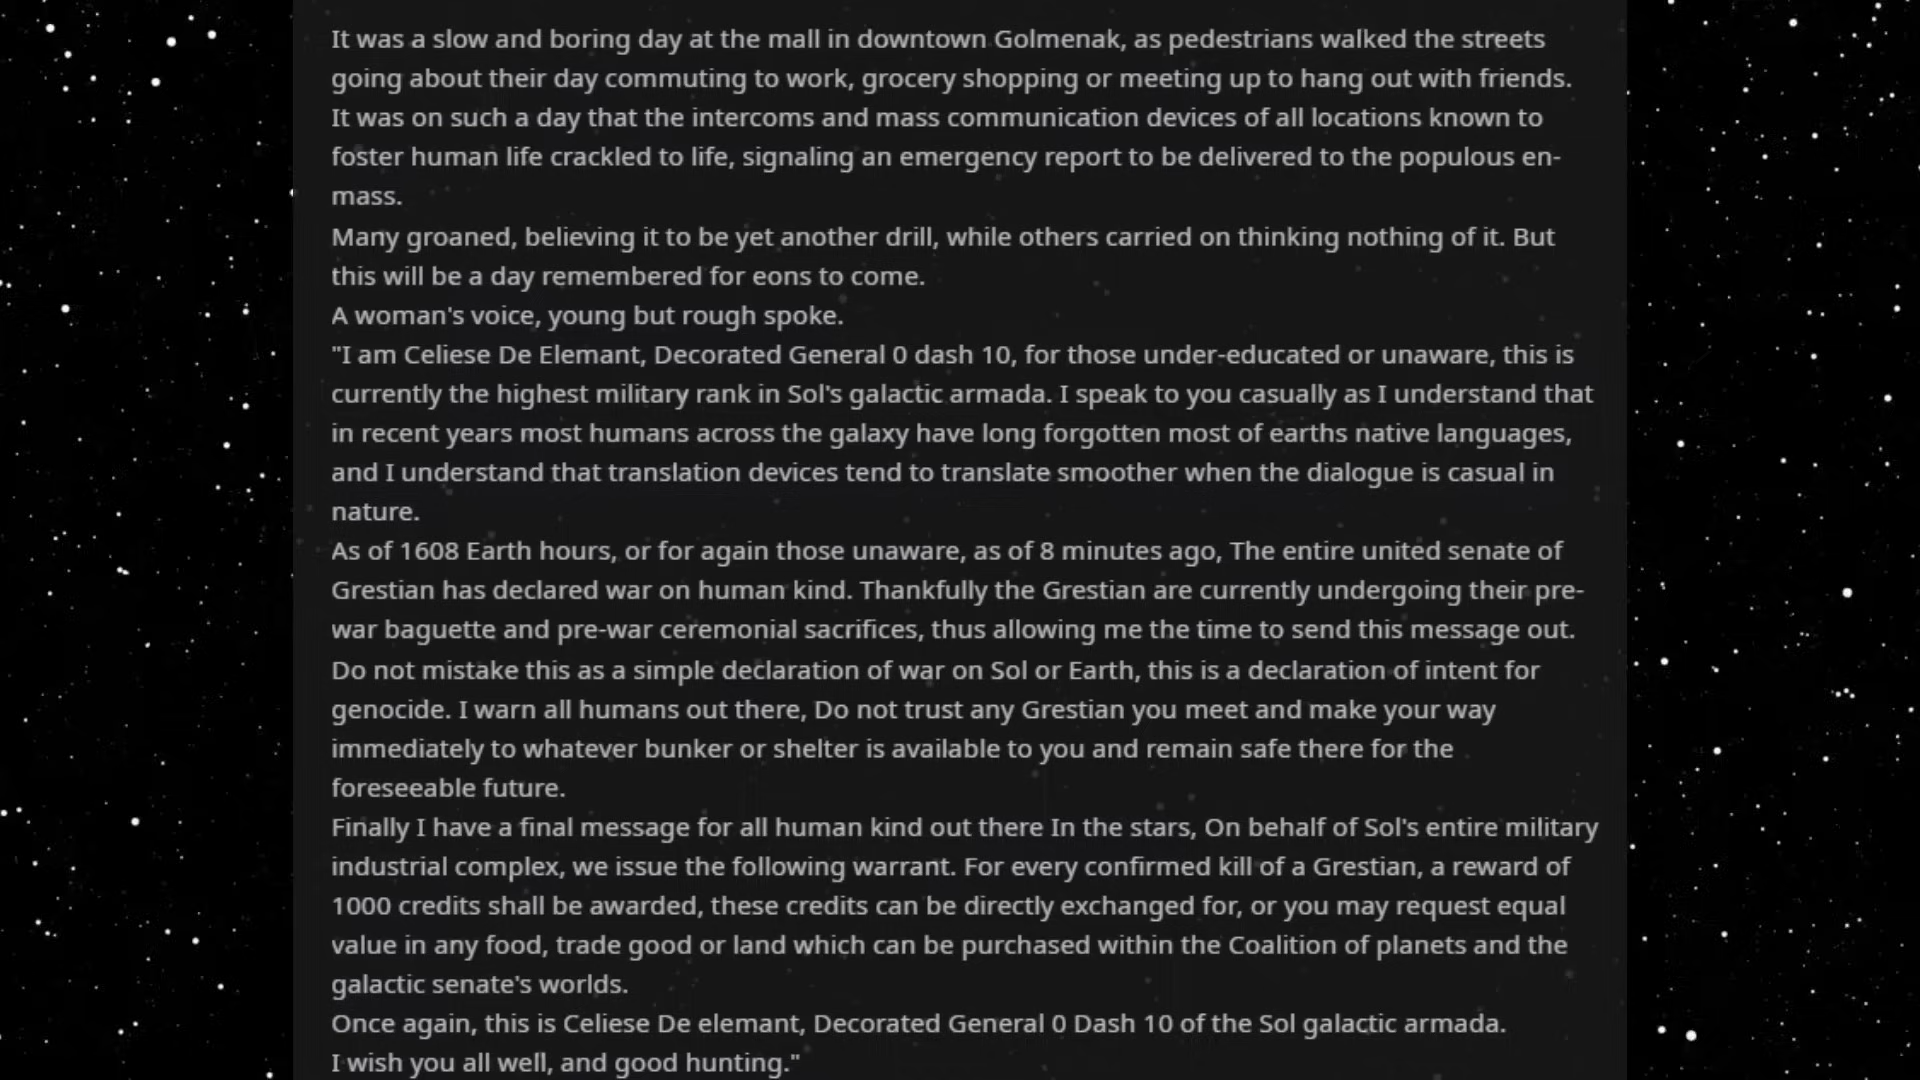 It was a slow and boring day at the mall in downtown Golmenak, as pedestrians walked the streets
going about their day commuting to work, grocery shopping or meeting up to hang out with friends.
It was on such a day that the intercoms and mass communication devices of all locations known to
foster human life crackled to life, signaling an emergency report to be delivered to the populous en-
mass.
Many groaned, believing it to be yet another drill, while others carried on thinking nothing of it. But
this will be a day remembered for eons to come.
A woman's voice, young but rough spoke.
"I am Celiese De Elemant, Decorated General 0 dash 10, for those under-educated or unaware, this is
currently the highest military rank in Sol's galactic armada. I speak to you casually as I understand that
in recent years most humans across the galaxy have long forgotten most of earths native languages,
and I understand that translation devices tend to translate smoother when the dialogue is casual in
nature.
As of 1608 Earth hours, or for again those unaware, as of 8 minutes ago, The entire united senate of
Grestian has declared war on human kind. Thankfully the Grestian are currently undergoing their pre-
war baguette and pre-war ceremonial sacrifices, thus allowing me the time to send this message out.
Do not mistake this as a simple declaration of war on Sol or Earth, this is a declaration of intent for
genocide. I warn all humans out there, Do not trust any Grestian you meet and make your way
immediately to whatever bunker or shelter is available to you and remain safe there for the
foreseeable future.
Finally I have a final message for all human kind out there In the stars, On behalf of Sol's entire military
industrial complex, we issue the following warrant. For every confirmed kill of a Grestian, a reward of
1000 credits shall be awarded, these credits can be directly exchanged for, or you may request equal
value in any food, trade good or land which can be purchased within the Coalition of planets and the
galactic senate's worlds.
Once again, this is Celiese De elemant, Decorated General 0 Dash 10 of the Sol galactic armada.
I wish you all well, and good hunting."